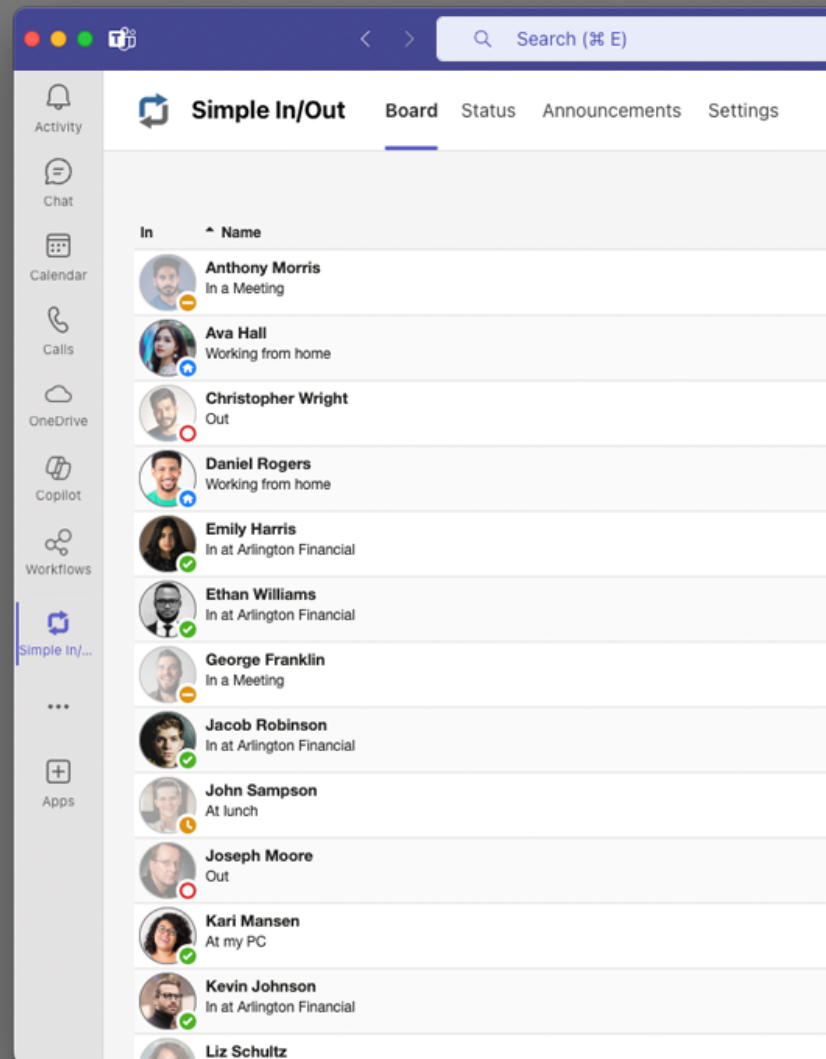 Search (⌘ E)
Activity
Chat
Calendar
Calls
OneDrive
Copilot
Workflows
Simple In/...
Apps
Simple In/Out
Board Status Announcements Settings
In Name
Anthony Morris
In a Meeting
Ava Hall
Working from home
Christopher Wright
Out
Daniel Rogers
Working from home
Emily Harris
In at Arlington Financial
Ethan Williams
In at Arlington Financial
George Franklin
In a Meeting
Jacob Robinson
In at Arlington Financial
John Sampson
At lunch
Joseph Moore
Out
Kari Mansen
At my PC
Kevin Johnson
In at Arlington Financial
Liz Schultz